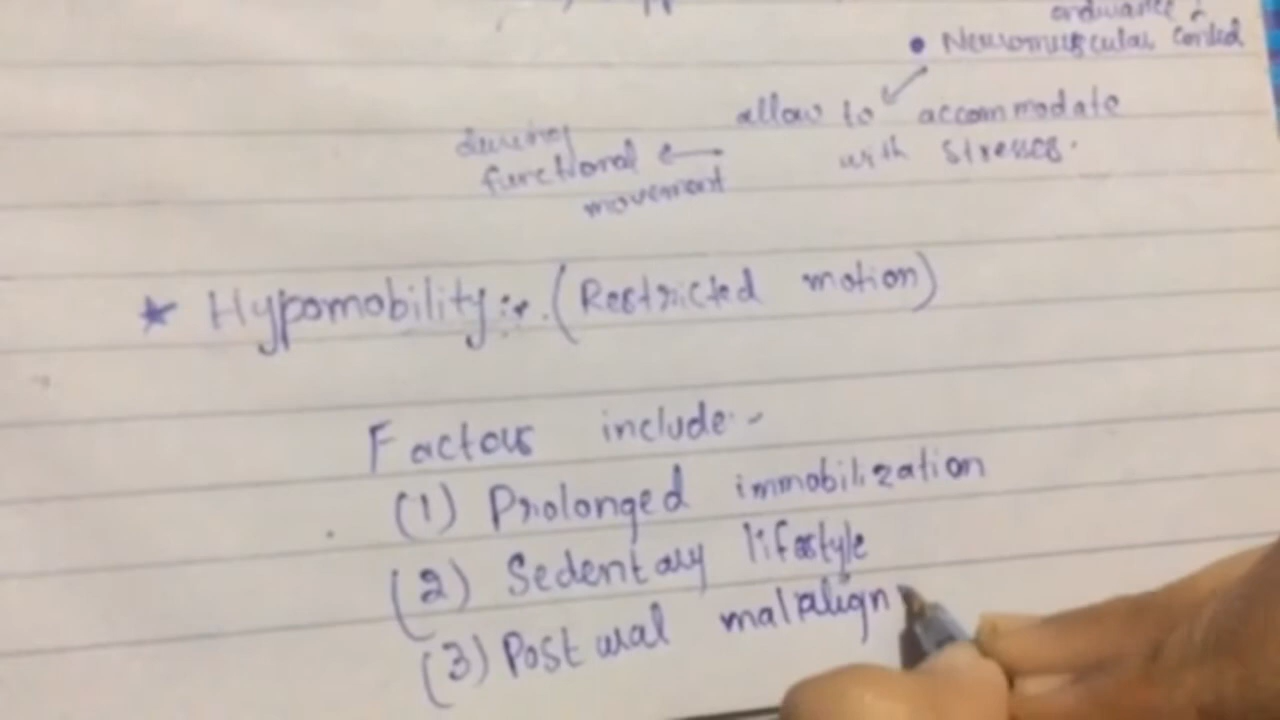 • Neuromuscular Control
allow to accommodate
with stresses.
during
functional
movement
* Hypomobility :- (Restricted motion)
Factors include -
(1) Prolonged immobilization
(2) Sedentary lifestyle
(3) Postural malalign